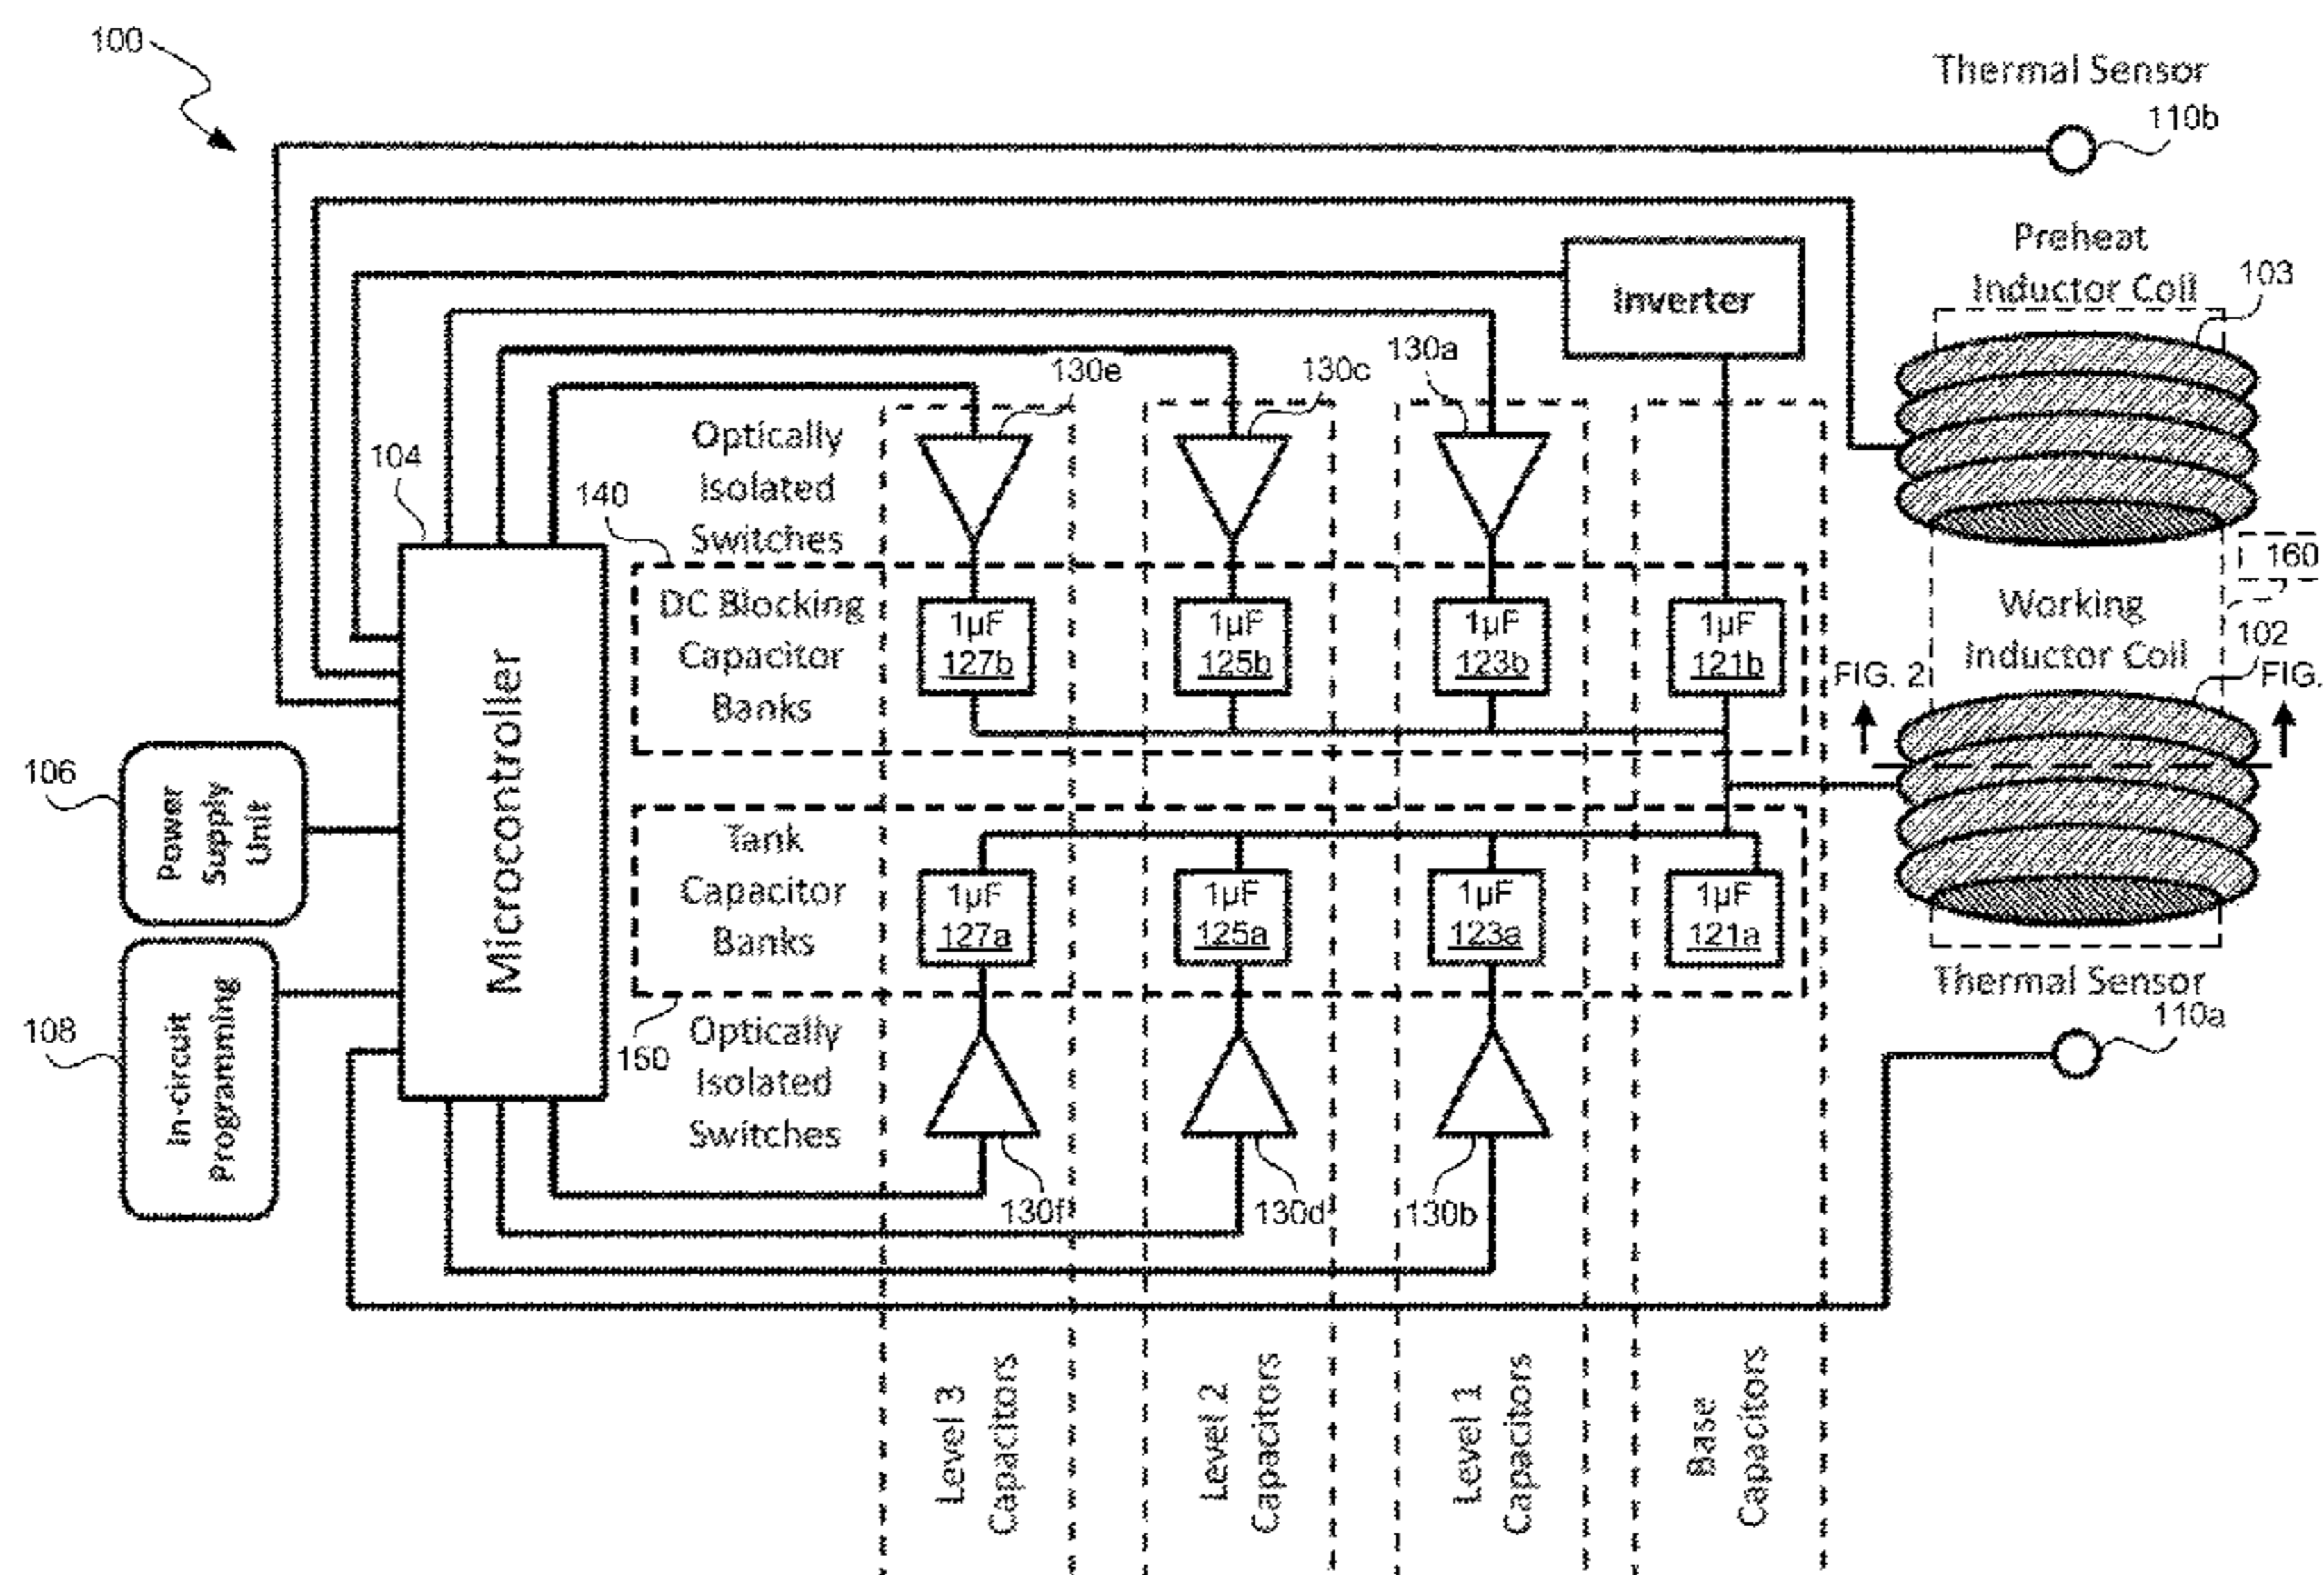 100
Thermal Sensor
110b
Preheat
Inductor Coil
103
Inverter
130e
130c
130a
Optically
Isolated
Switches
104
140
DC Blocking
Capacitor
Banks
1µF
127b
1µF
125b
1µF
123b
1µF
121b
160
Working
Inductor Coil
102
FIG. 2
FIG.
Microcontroller
106
Power
Supply
Unit
Tank
Capacitor
Banks
1µF
127a
1µF
125a
1µF
123a
1µF
121a
108
In-circuit
Programming
150
Optically
Isolated
Switches
Thermal Sensor
110a
130f
130d
130b
Level 3
Capacitors
Level 2
Capacitors
Level 1
Capacitors
Base
Capacitors